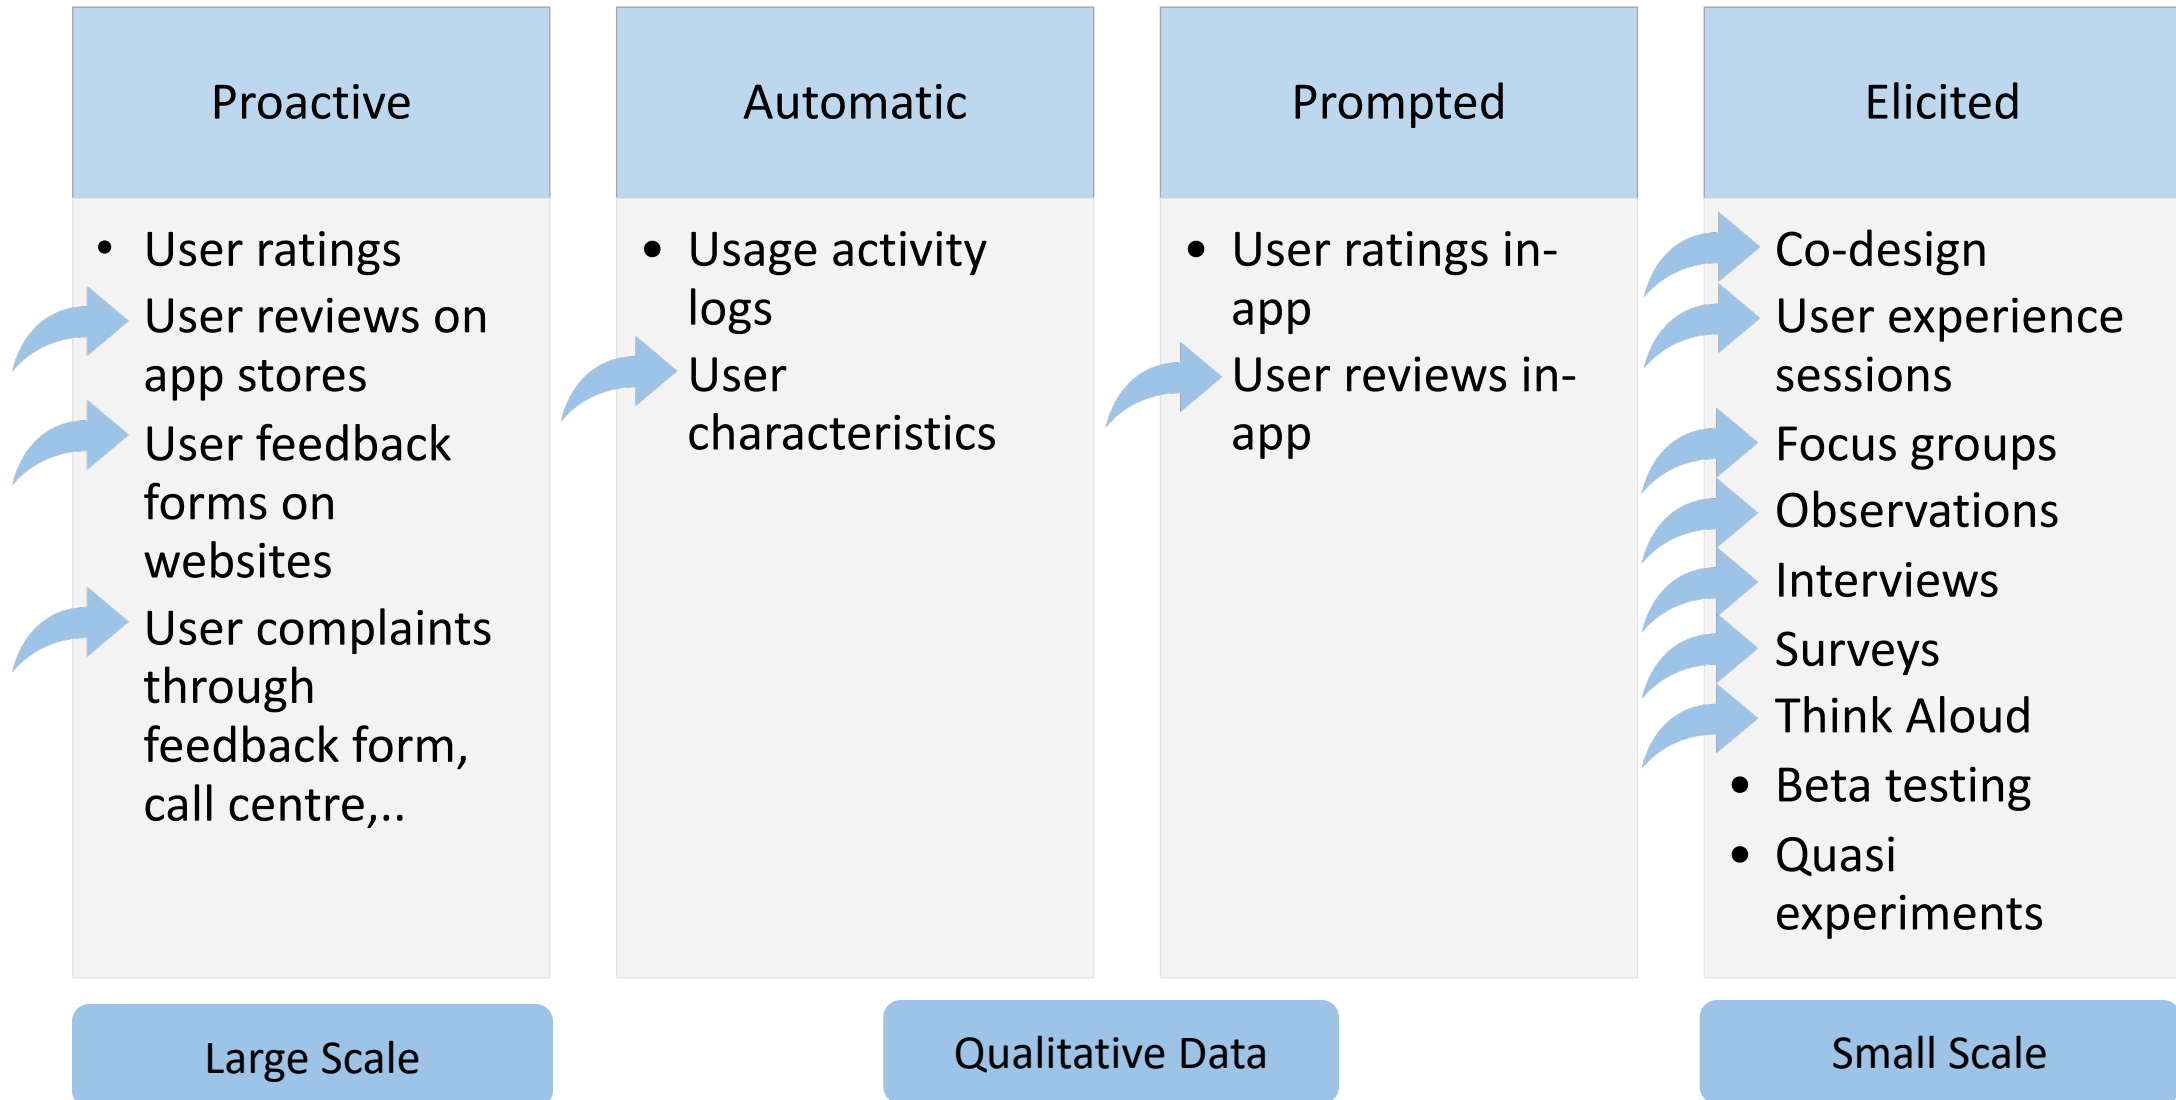 Proactive
• User ratings
User reviews on
app stores
User feedback
forms on
websites
User complaints
through
feedback form,
call centre,..
Automatic
• Usage activity
logs
User
characteristics
Prompted
• User ratings in-
app
User reviews in-
app
Elicited
Co-design
User experience
sessions
Focus groups
Observations
Interviews
Surveys
Think Aloud
• Beta testing
• Quasi
experiments
Large Scale
Qualitative Data
Small Scale